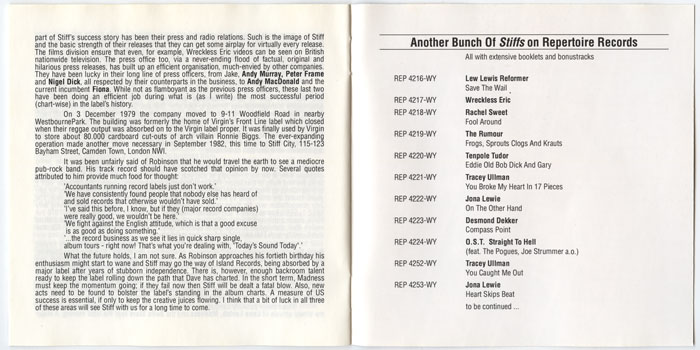 part of Stiff's success story has been their press and radio relations. Such is the image of Stiff
and the basic strength of their releases that they can get some airplay for virtually every release.
The films division ensure that even, for example, Wreckless Eric videos can be seen on British
nationwide television. The press office too, via a never-ending flood of factual, original and
hilarious press releases, has built up an efficient organisation, much-envied by other companies.
They have been lucky in their long line of press officers, from Jake, Andy Murray, Peter Frame
and Nigel Dick, all respected by their counterparts in the business, to Andy MacDonald and the
current incumbent Fiona. While not as flamboyant as the previous press officers, these last two
have been doing an efficient job during what is (as I write) the most successful period
(chart-wise) in the label's history.
On 3 December 1979 the company moved to 9-11 Woodfield Road in nearby
WestbournePark. The building was formerly the home of Virgin's Front Line label which closed
when their reggae output was absorbed on to the Virgin label proper. It was finally used by Virgin
to store about 80.000 cardboard cut-outs of arch villain Ronnie Biggs. The ever-expanding
operation made another move necessary in September 1982, this time to Stiff City, 115-123
Bayham Street, Camden Town, London NWI.
It was been unfairly said of Robinson that he would travel the earth to see a mediocre
pub-rock band. His track record should have scotched that opinion by now. Several quotes
attributed to him provide much food for thought:
'Accountants running record labels just don't work.'
'We have consistently found people that nobody else has heard of
and sold records that otherwise wouldn't have sold.'
'I've said this before, I know, but if they (major record companies)
were really good, we wouldn't be here.'
'We fight against the English attitude, which is that a good excuse
is as good as doing something.'
'...the record business as we see it lies in quick sharp single,
album tours - right now! That's what you're dealing with, "Today's Sound Today".'
What the future holds, I am not sure. As Robinson approaches his fortieth birthday his
enthusiasm might start to wane and Stiff may go the way of Island Records, being absorbed by a
major label after years of stubborn independence. There is, however, enough backroom talent
ready to keep the label rolling down the path that Dave has charted. In the short term, Madness
must keep the momentum going; if they fail now then Stiff will be dealt a fatal blow. Also, new
acts need to be found to bolster the label's standing in the album charts. A measure of US
success is essential, if only to keep the creative juices flowing. I think that a bit of luck in all three
of these areas will see Stiff with us for a long time to come.
Another Bunch Of Stiffs on Repertoire Records
All with extensive booklets and bonustracks
REP 4216-WY Lew Lewis Reformer
Save The Wail
REP 4217-WY Wreckless Eric
REP 4218-WY Rachel Sweet
Fool Around
REP 4219-WY The Rumour
Frogs, Sprouts Clogs And Krauts
REP 4220-WY Tenpole Tudor
Eddie Old Bob Dick And Gary
REP 4221-WY Tracey Ullman
You Broke My Heart In 17 Pieces
REP 4222-WY Jona Lewie
On The Other Hand
REP 4223-WY Desmond Dekker
Compass Point
REP 4224-WY O.S.T. Straight To Hell
(feat. The Pogues, Joe Strummer a.o.)
REP 4252-WY Tracey Ullman
You Caught Me Out
REP 4253-WY Jona Lewie
Heart Skips Beat
to be continued ...